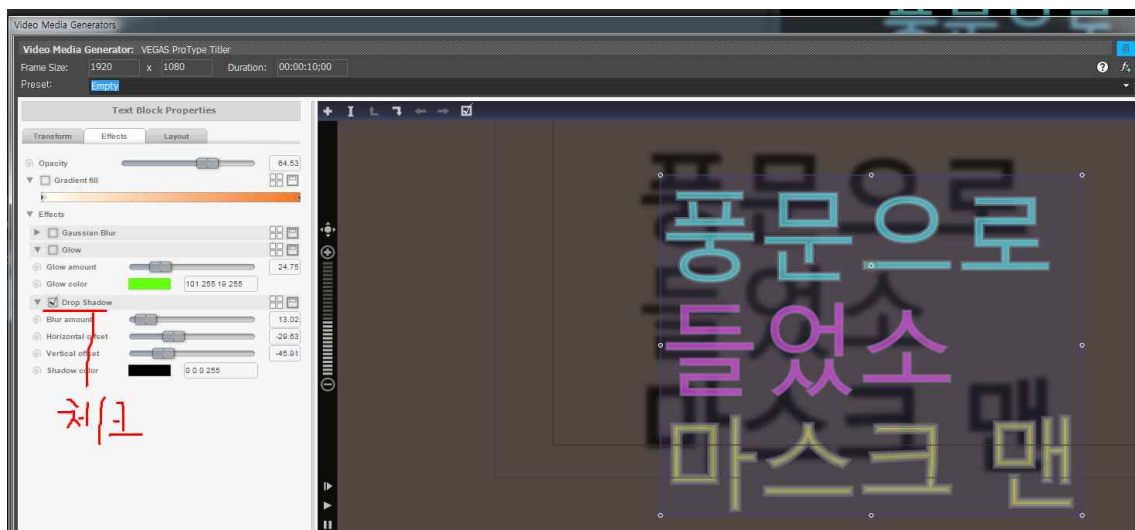 Video Media Generators
Video Media Generator: VEGAS ProType Titler
Frame Size: 1920 x 1080 Duration: 00:00:10;00
Preset: Empty
Text Block Properties
Transform Effects Layout
Opacity 64.53
Gradient fill
Effects
Gaussian Blur
Glow
Glow amount 24.75
Glow color 101 255 19 255
Drop Shadow
Blur amount 13.02
Horizontal offset -29.63
Vertical offset -45.91
Shadow color 0 0 0 255
체크
풍문으로
들었소
마스크 맨